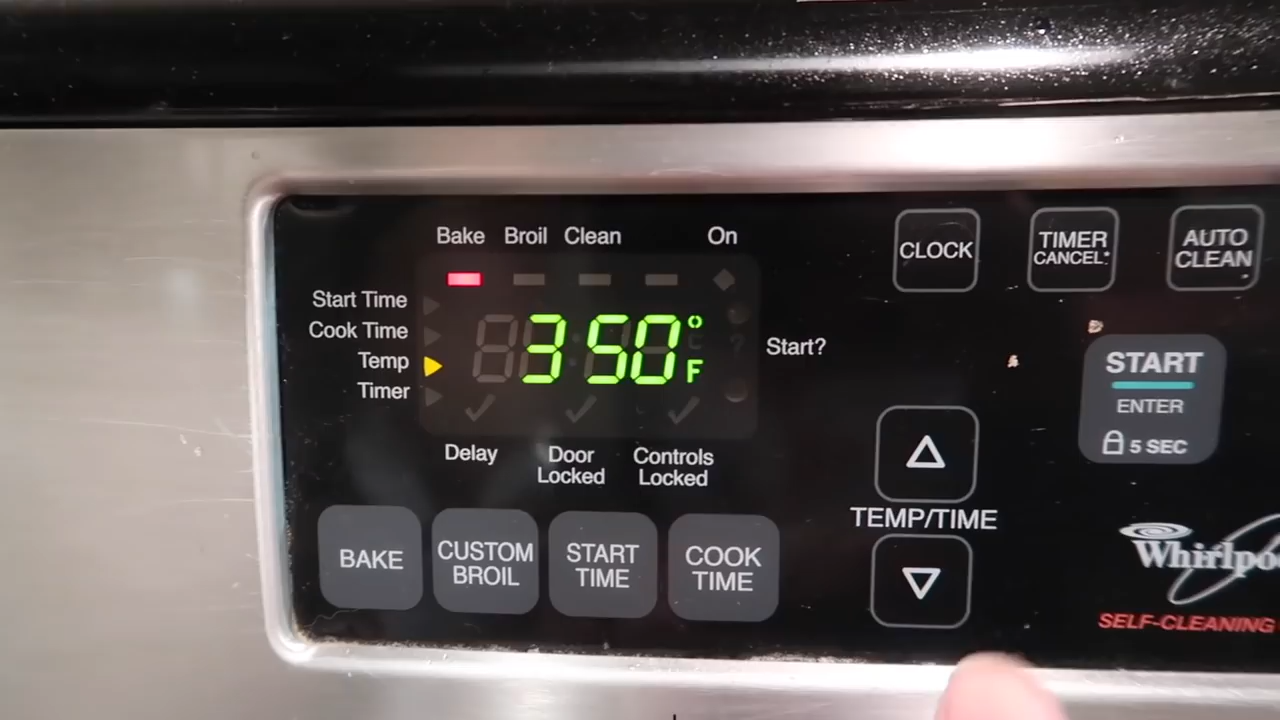 Bake Broil Clean On
Start Time
Cook Time
Temp
Timer
350°F
Start?
Delay
Door
Locked
Controls
Locked
BAKE
CUSTOM
BROIL
START
TIME
COOK
TIME
CLOCK
TIMER
CANCEL*
AUTO
CLEAN
START
ENTER
5 SEC
TEMP/TIME
Whirlpo
SELF-CLEANING